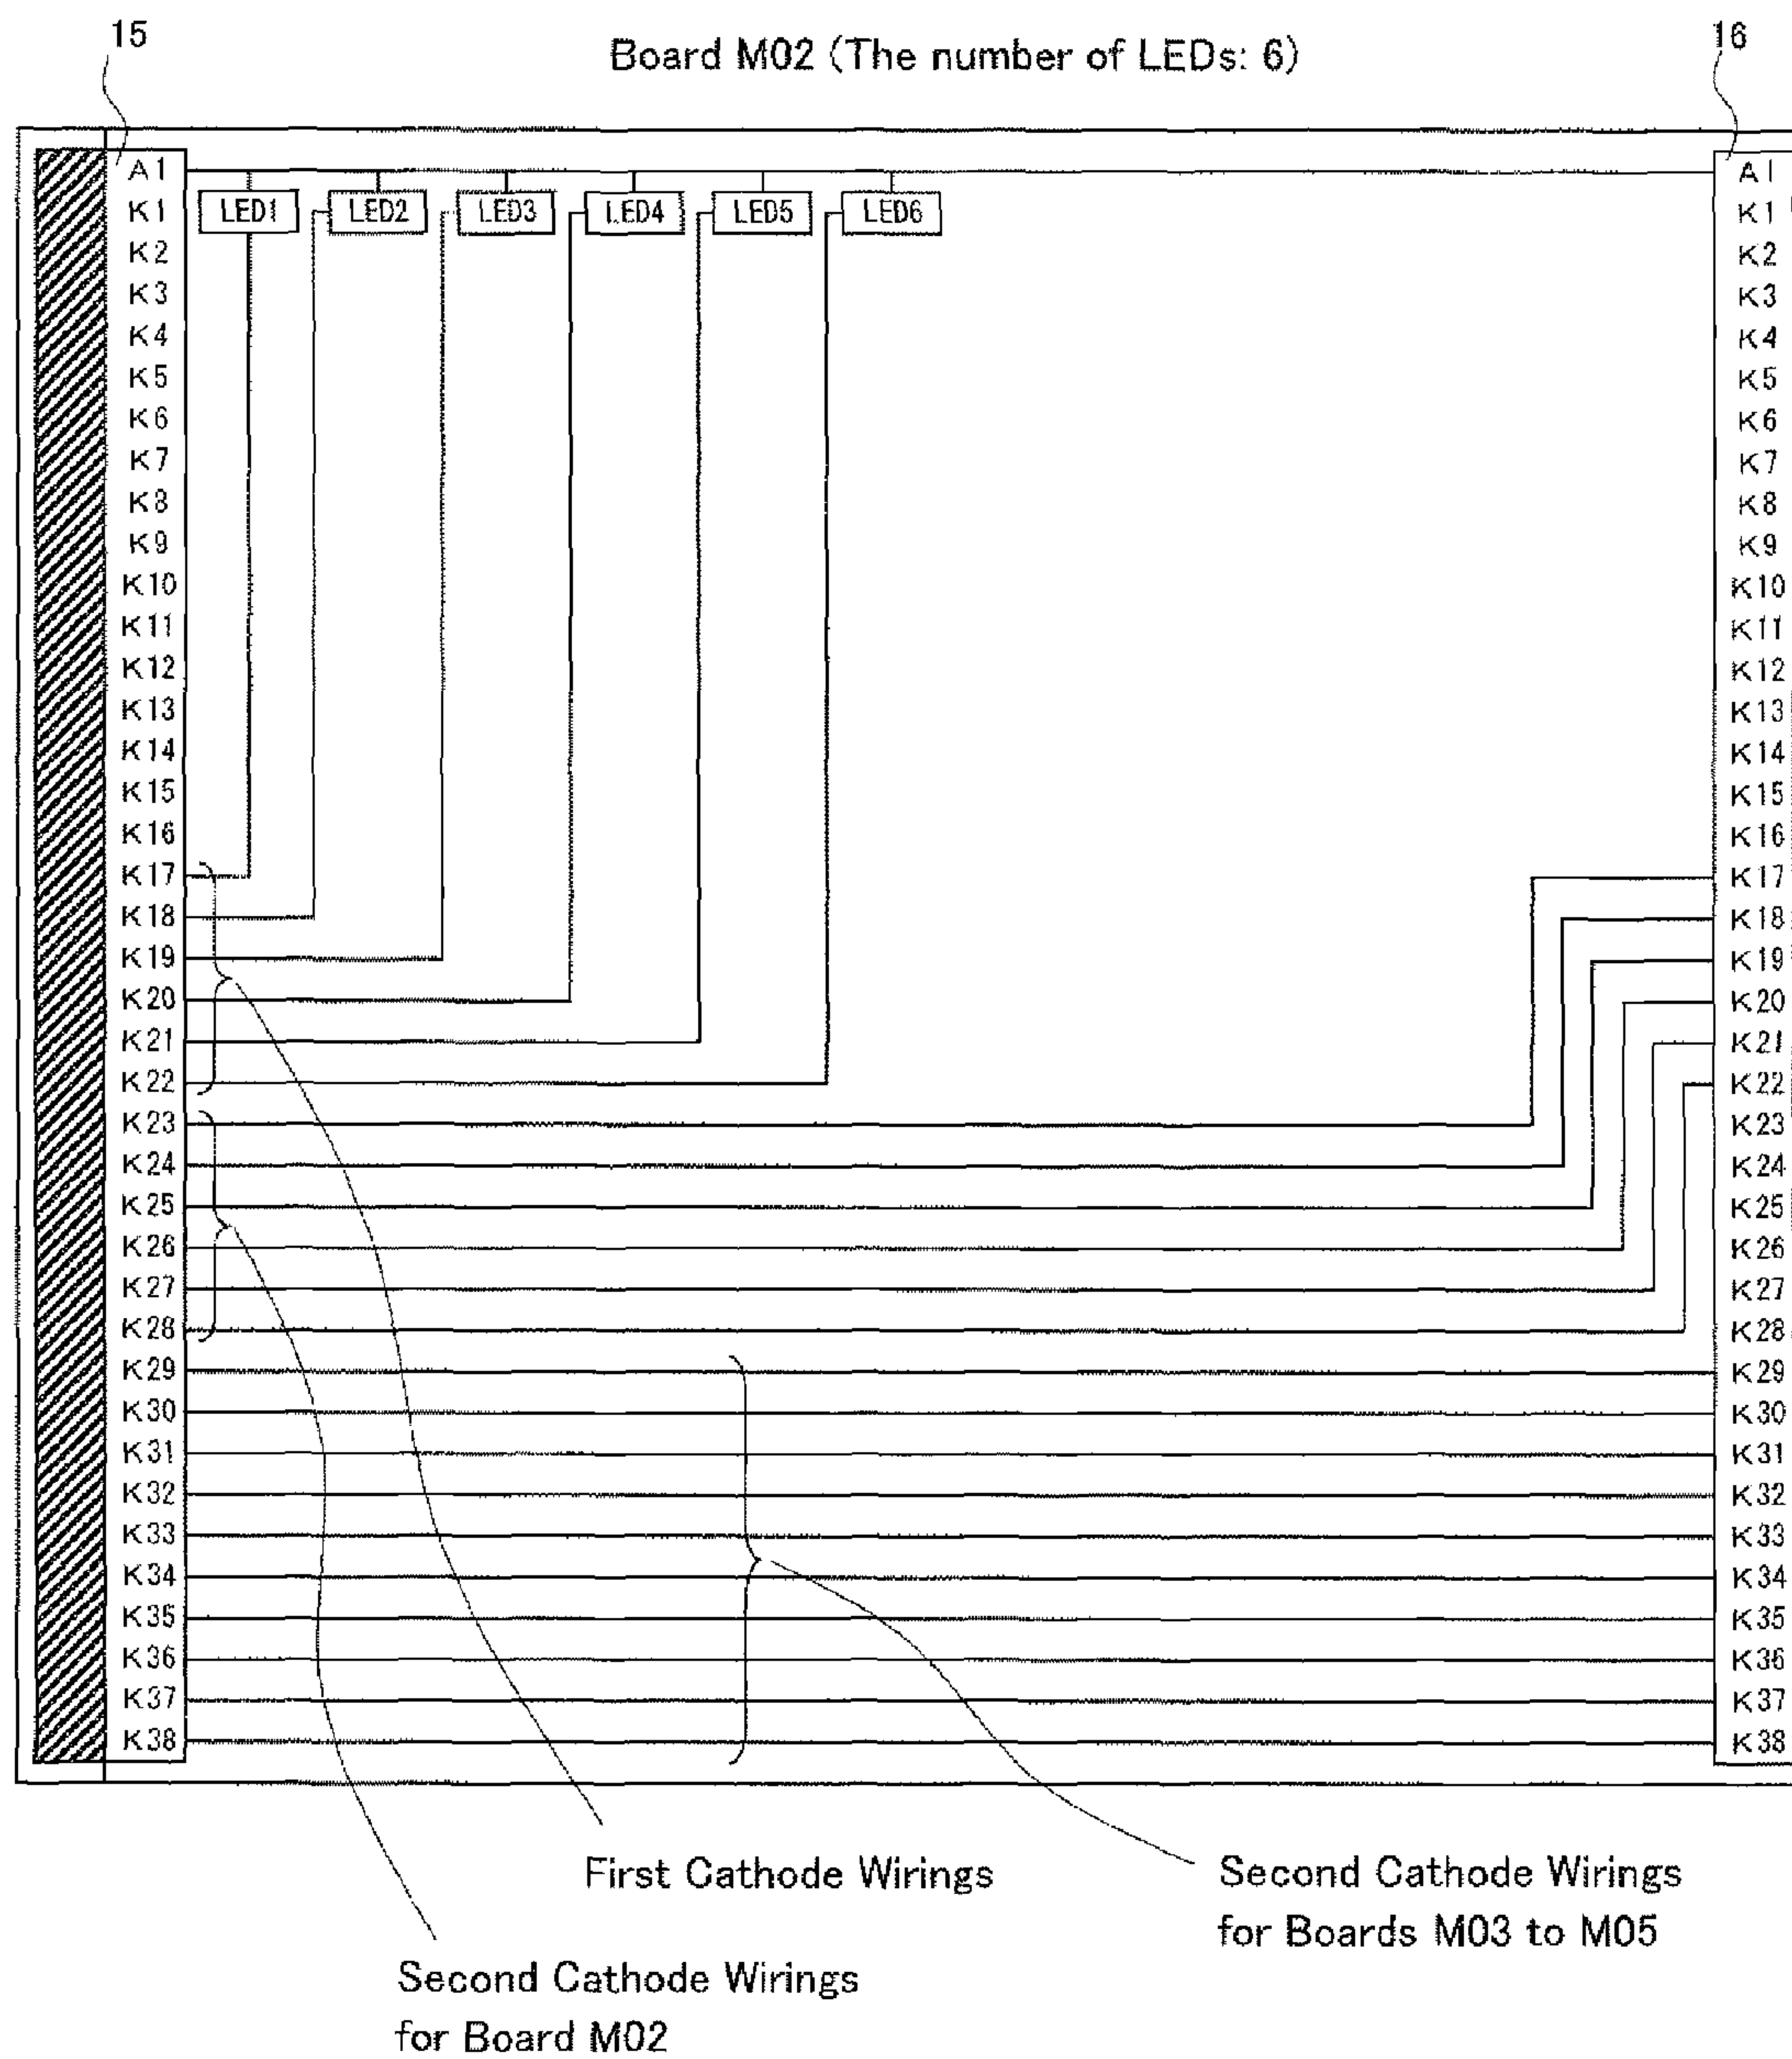 15
Board M02 (The number of LEDs: 6)
16
A1
A1
K1 LED1 LED2 LED3 LED4 LED5 LED6
K1
K2
K2
K3
K3
K4
K4
K5
K5
K6
K6
K7
K7
K8
K8
K9
K9
K10
K10
K11
K11
K12
K12
K13
K13
K14
K14
K15
K15
K16
K16
K17
K17
K18
K18
K19
K19
K20
K20
K21
K21
K22
K22
K23
K23
K24
K24
K25
K25
K26
K26
K27
K27
K28
K28
K29
K29
K30
K30
K31
K31
K32
K32
K33
K33
K34
K34
K35
K35
K36
K36
K37
K37
K38
K38
First Cathode Wirings
Second Cathode Wirings
for Boards M03 to M05
Second Cathode Wirings
for Board M02